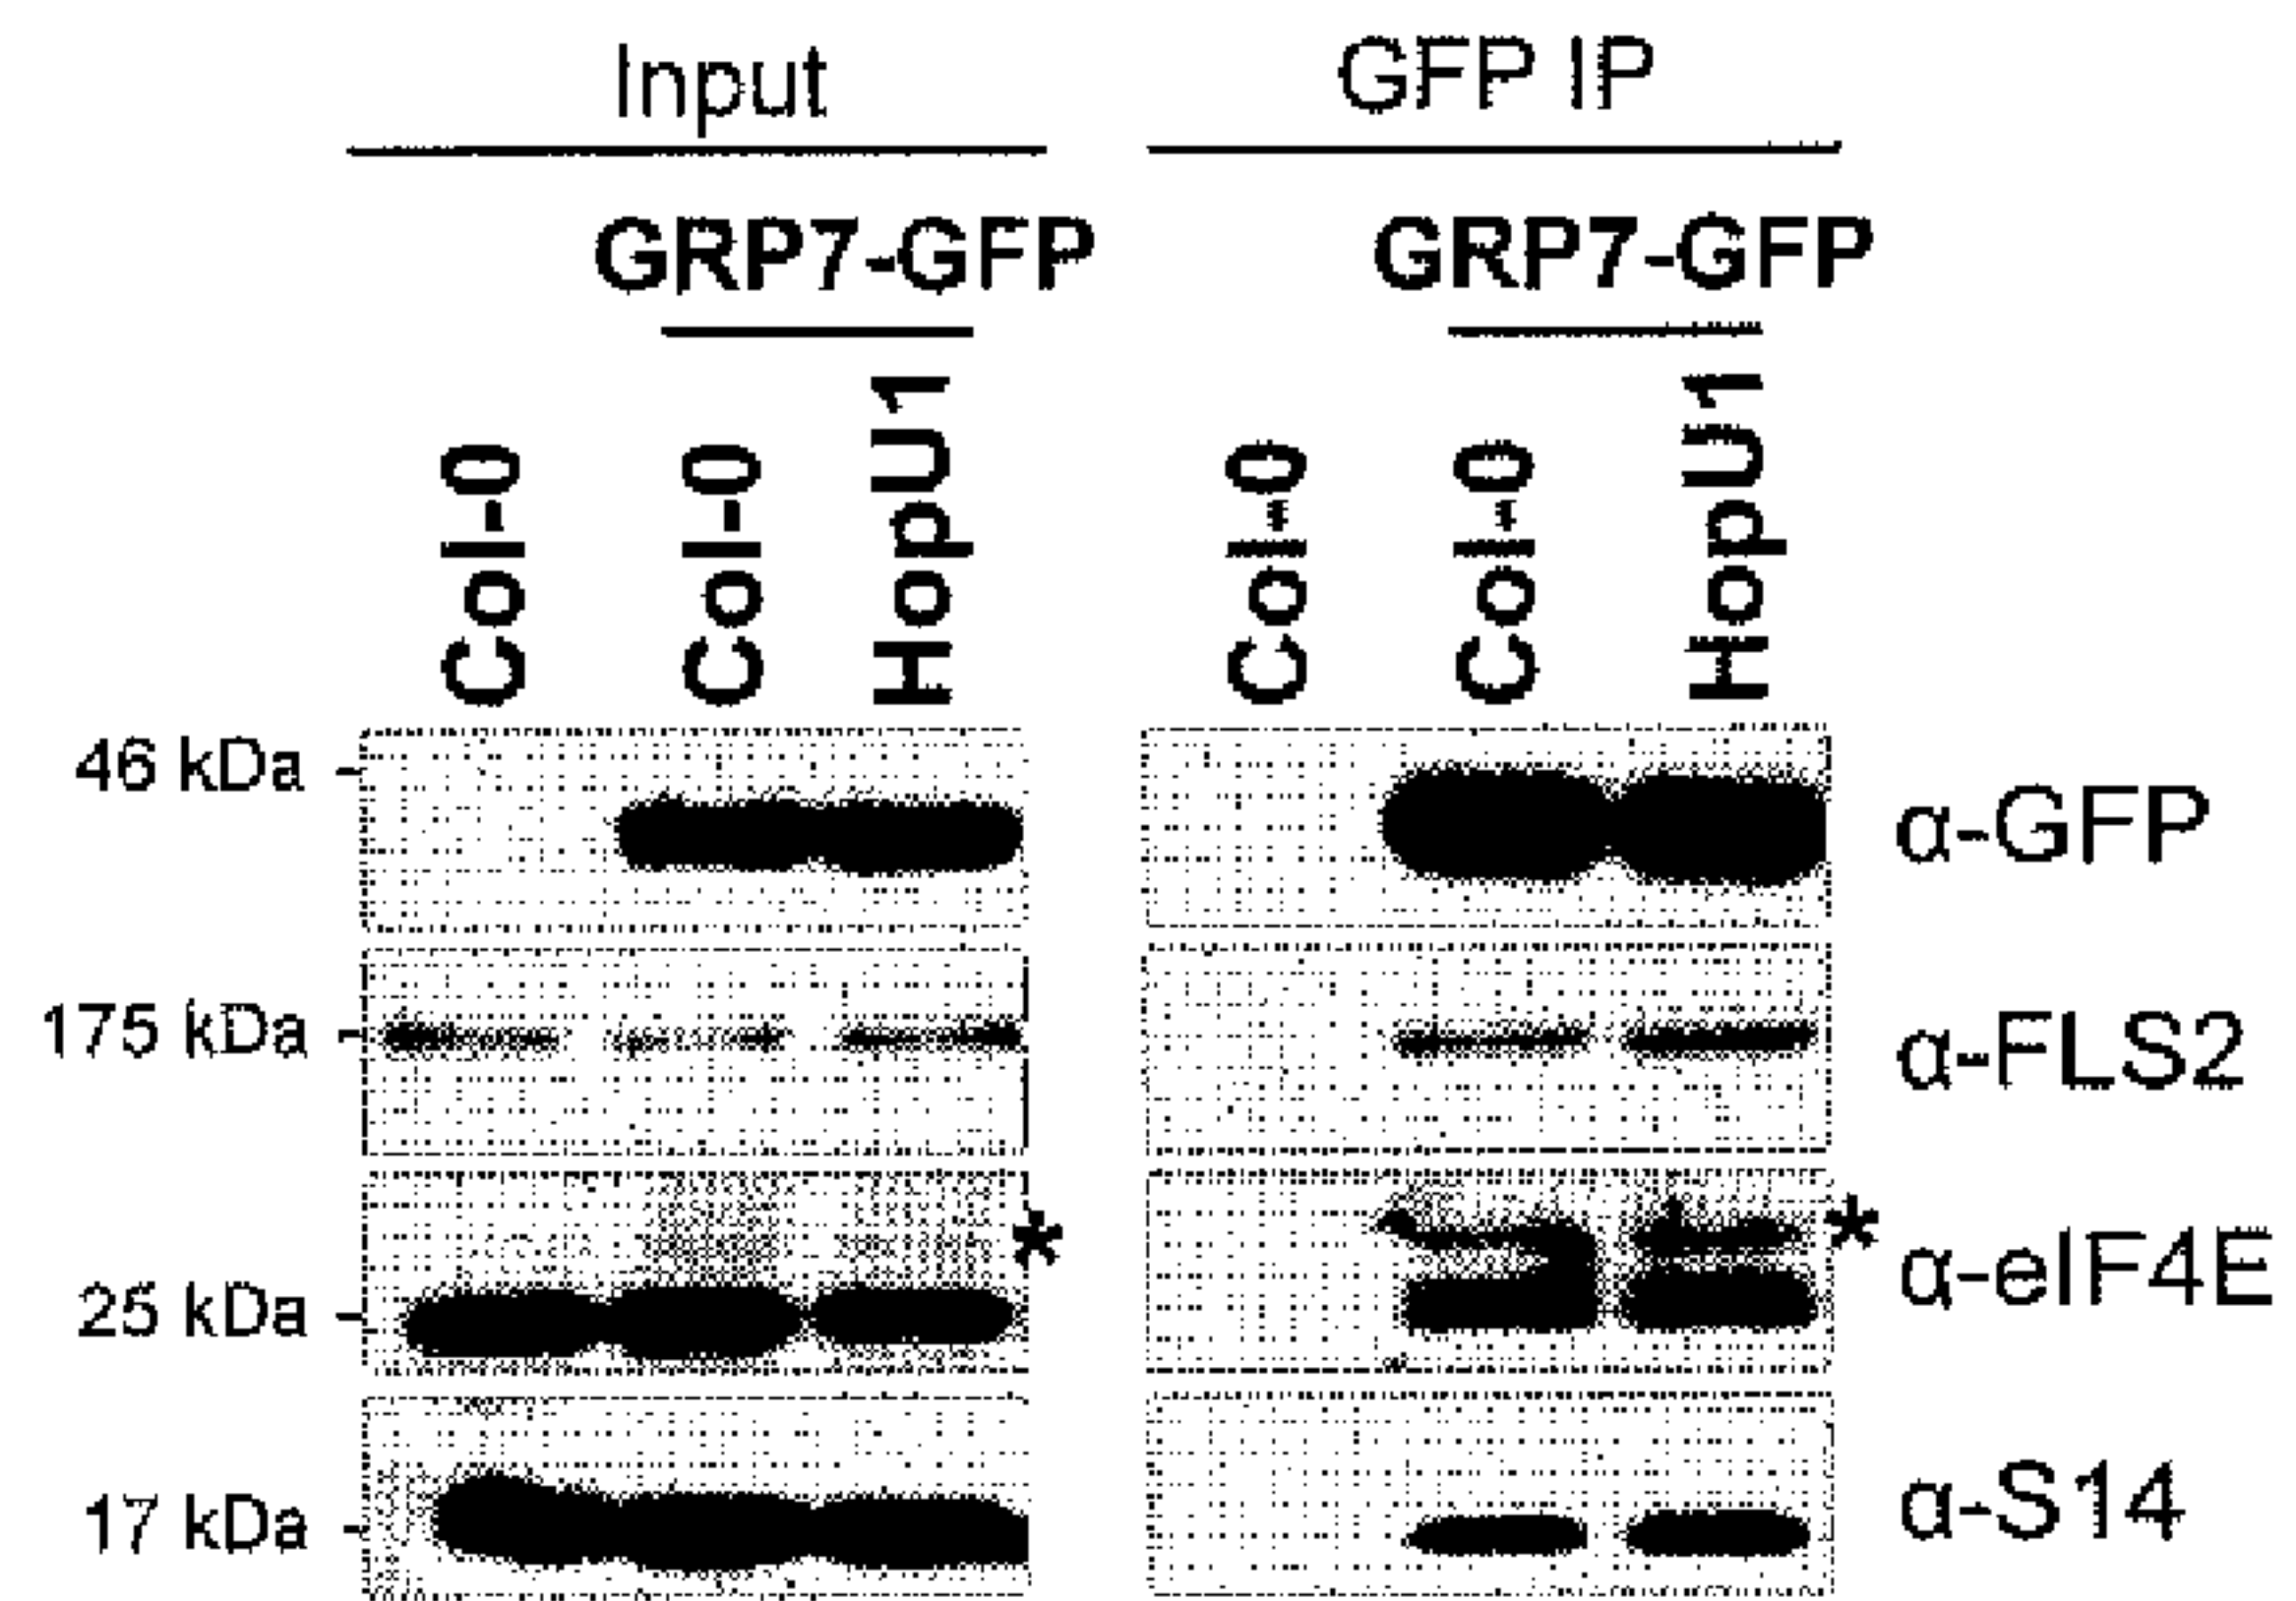 Input GFP IP
GRP7-GFP GRP7-GFP
Col-0 Col-0 HopU1 Col-0 Col-0 HopU1
46 kDa - α-GFP
175 kDa - α-FLS2
* * α-eIF4E
25 kDa -
17 kDa - α-S14